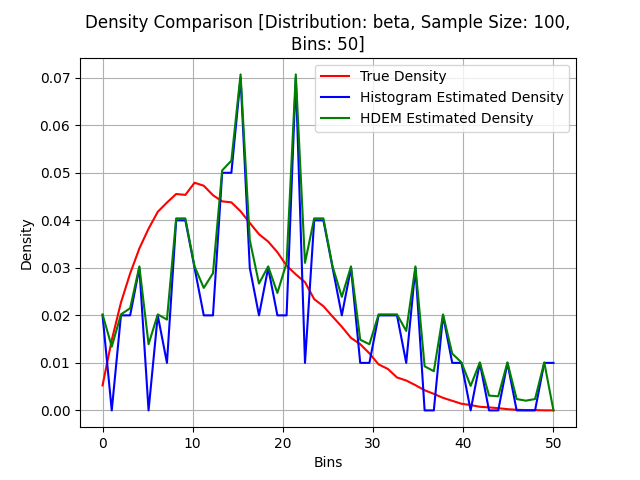 Density Comparison [Distribution: beta, Sample Size: 100,
Bins: 50]
True Density
Histogram Estimated Density
HDEM Estimated Density
Density
0.07
0.06
0.05
0.04
0.03
0.02
0.01
0.00
0 10 20 30 40 50
Bins